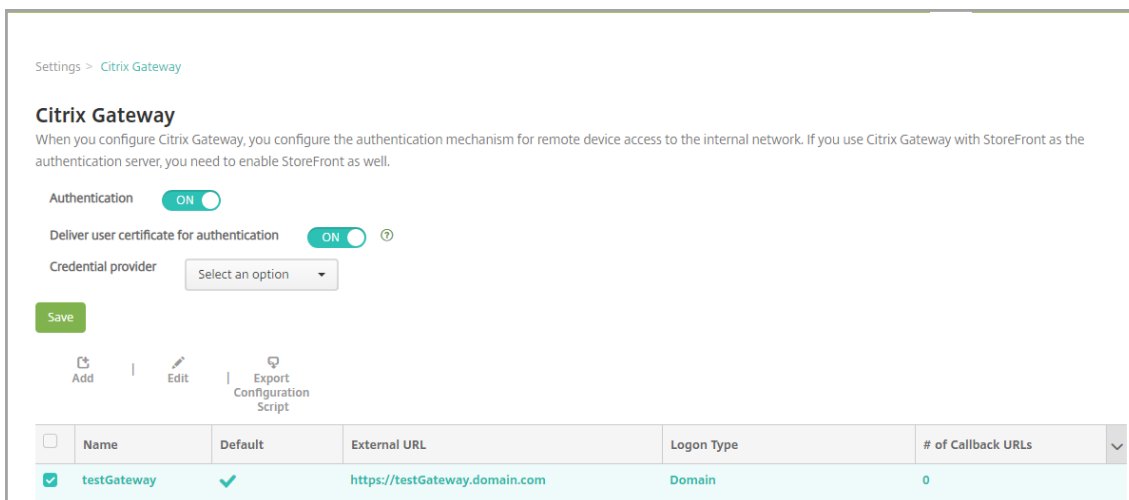 Settings > Citrix Gateway
Citrix Gateway
When you configure Citrix Gateway, you configure the authentication mechanism for remote device access to the internal network. If you use Citrix Gateway with StoreFront as the
authentication server, you need to enable StoreFront as well.
Authentication ON
Deliver user certificate for authentication ON ?
Credential provider Select an option
Save
Add | Edit | Export
Configuration
Script
Name Default External URL Logon Type # of Callback URLs
testGateway https://testGateway.domain.com Domain 0